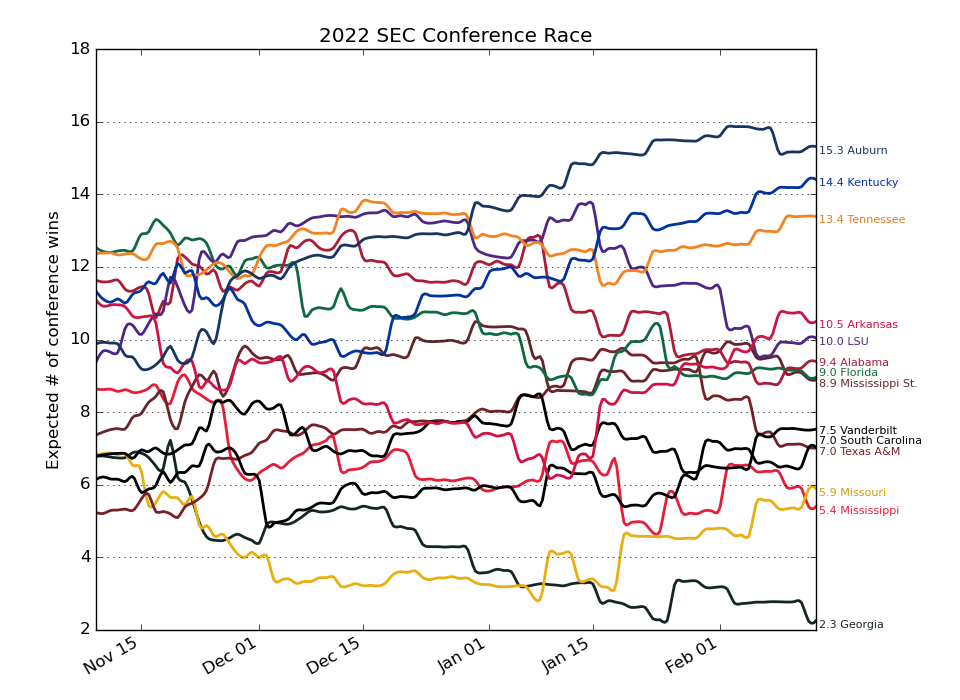 2022 SEC Conference Race
Expected # of conference wins
18
16
14
12
10
8
6
4
2
Nov 15
Dec 01
Dec 15
Jan 01
Jan 15
Feb 01
15.3 Auburn
14.4 Kentucky
13.4 Tennessee
10.5 Arkansas
10.0 LSU
9.4 Alabama
9.0 Florida
8.9 Mississippi St.
7.5 Vanderbilt
7.0 South Carolina
7.0 Texas A&M
5.9 Missouri
5.4 Mississippi
2.3 Georgia